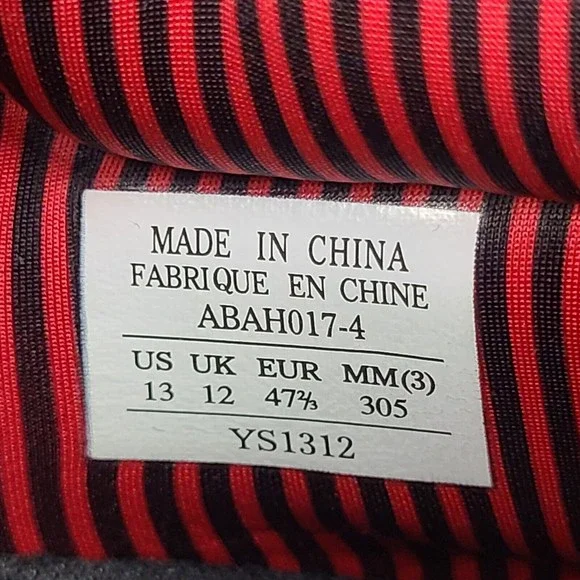 MADE IN CHINA
FABRIQUE EN CHINE
ABAH017-4
US UK EUR MM(3)
13 12 47⅔ 305
YS1312